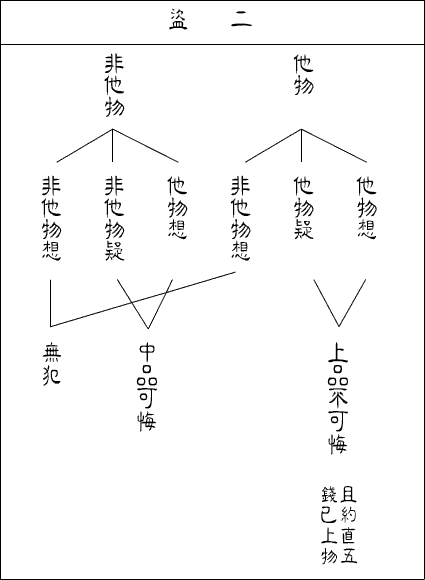 二　盜
他物
非他物
他物想
他物疑
非他物想
他物想
非他物疑
非他物想
上品不可悔
中品可悔
無犯
且約直五
錢已上物